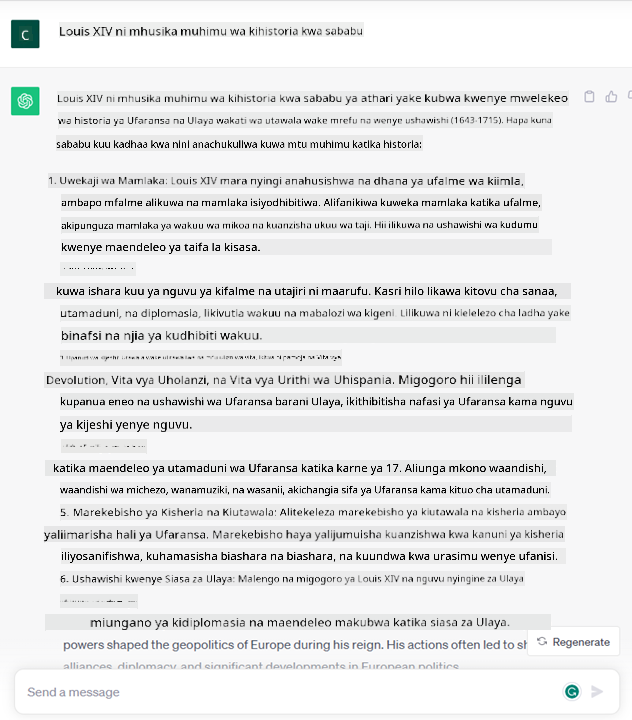 C
Louis XIV ni mhusika muhimu wa kihistoria kwa sababu
Louis XIV ni mhusika muhimu wa kihistoria kwa sababu ya athari yake kubwa kwenye mwelekeo
wa historia ya Ufaransa na Ulaya wakati wa utawala wake mrefu na wenye ushawishi (1643-1715). Hapa kuna
sababu kuu kadhaa kwa nini anachukuliwa kuwa mtu muhimu katika historia:
1. Uwekaji wa Mamlaka: Louis XIV mara nyingi anahusishwa na dhana ya ufalme wa kiimla,
ambapo mfalme alikuwa na mamlaka isiyodhibitiwa. Alifanikiwa kuweka mamlaka katika ufalme,
akipunguza mamlaka ya wakuu wa mikoa na kuanzisha ukuu wa taji. Hii ilikuwa na ushawishi wa kudumu
kwenye maendeleo ya taifa la kisasa.
kuwa ishara kuu ya nguvu ya kifalme na utajiri ni maarufu. Kasri hilo likawa kitovu cha sanaa,
utamaduni, na diplomasia, likivutia wakuu na mabalozi wa kigeni. Lilikuwa ni kielelezo cha ladha yake
binafsi na njia ya kudhibiti wakuu.
Devolution, Vita vya Uholanzi, na Vita vya Urithi wa Uhispania. Migogoro hii ililenga
kupanua eneo na ushawishi wa Ufaransa barani Ulaya, ikithibitisha nafasi ya Ufaransa kama nguvu
ya kijeshi yenye nguvu.
katika maendeleo ya utamaduni wa Ufaransa katika karne ya 17. Aliunga mkono waandishi,
waandishi wa michezo, wanamuziki, na wasanii, akichangia sifa ya Ufaransa kama kituo cha utamaduni.
5. Marekebisho ya Kisheria na Kiutawala: Alitekeleza marekebisho ya kiutawala na kisheria ambayo
yaliimarisha hali ya Ufaransa. Marekebisho haya yalijumuisha kuanzishwa kwa kanuni ya kisheria
iliyosanifishwa, kuhamasisha biashara na biashara, na kuundwa kwa urasimu wenye ufanisi.
6. Ushawishi kwenye Siasa za Ulaya: Malengo na migogoro ya Louis XIV na nguvu nyingine za Ulaya
miungano ya kidiplomasia na maendeleo makubwa katika siasa za Ulaya.
powers shaped the geopolitics of Europe during his reign. His actions often led to sh
Regenerate
alliances, diplomacy, and significant developments in European politics.
Send a message